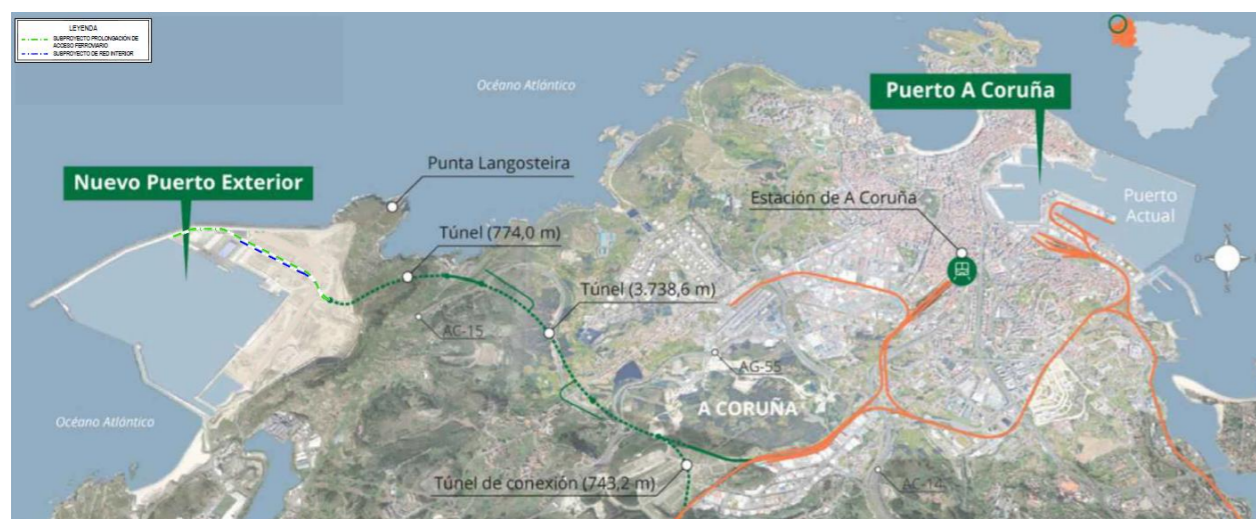 LEYENDA
SUBPROYECTO PROLONGACIÓN DE
ACCESO FERROVIARIO
SUBPROYECTO DE RED INTERIOR
Océano Atlántico
Puerto A Coruña
Punta Langosteira
Nuevo Puerto Exterior
Estación de A Coruña
Puerto
Actual
Túnel (774,0 m)
N
O
E
S
Túnel (3.738,6 m)
AC-15
AG-55
A CORUÑA
Océano Atlántico
Túnel de conexión (743,2 m)
AC-14